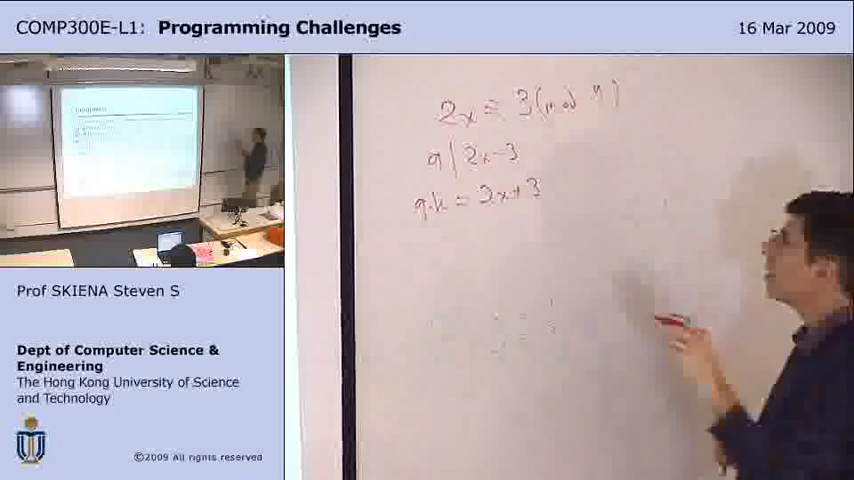 COMP300E-L1: Programming Challenges
16 Mar 2009
2x ≡ 3 (mod 9)
9 | 2x-3
9·k = 2x+3
Prof SKIENA Steven S
Dept of Computer Science &
Engineering
The Hong Kong University of Science
and Technology
©2009 All rights reserved